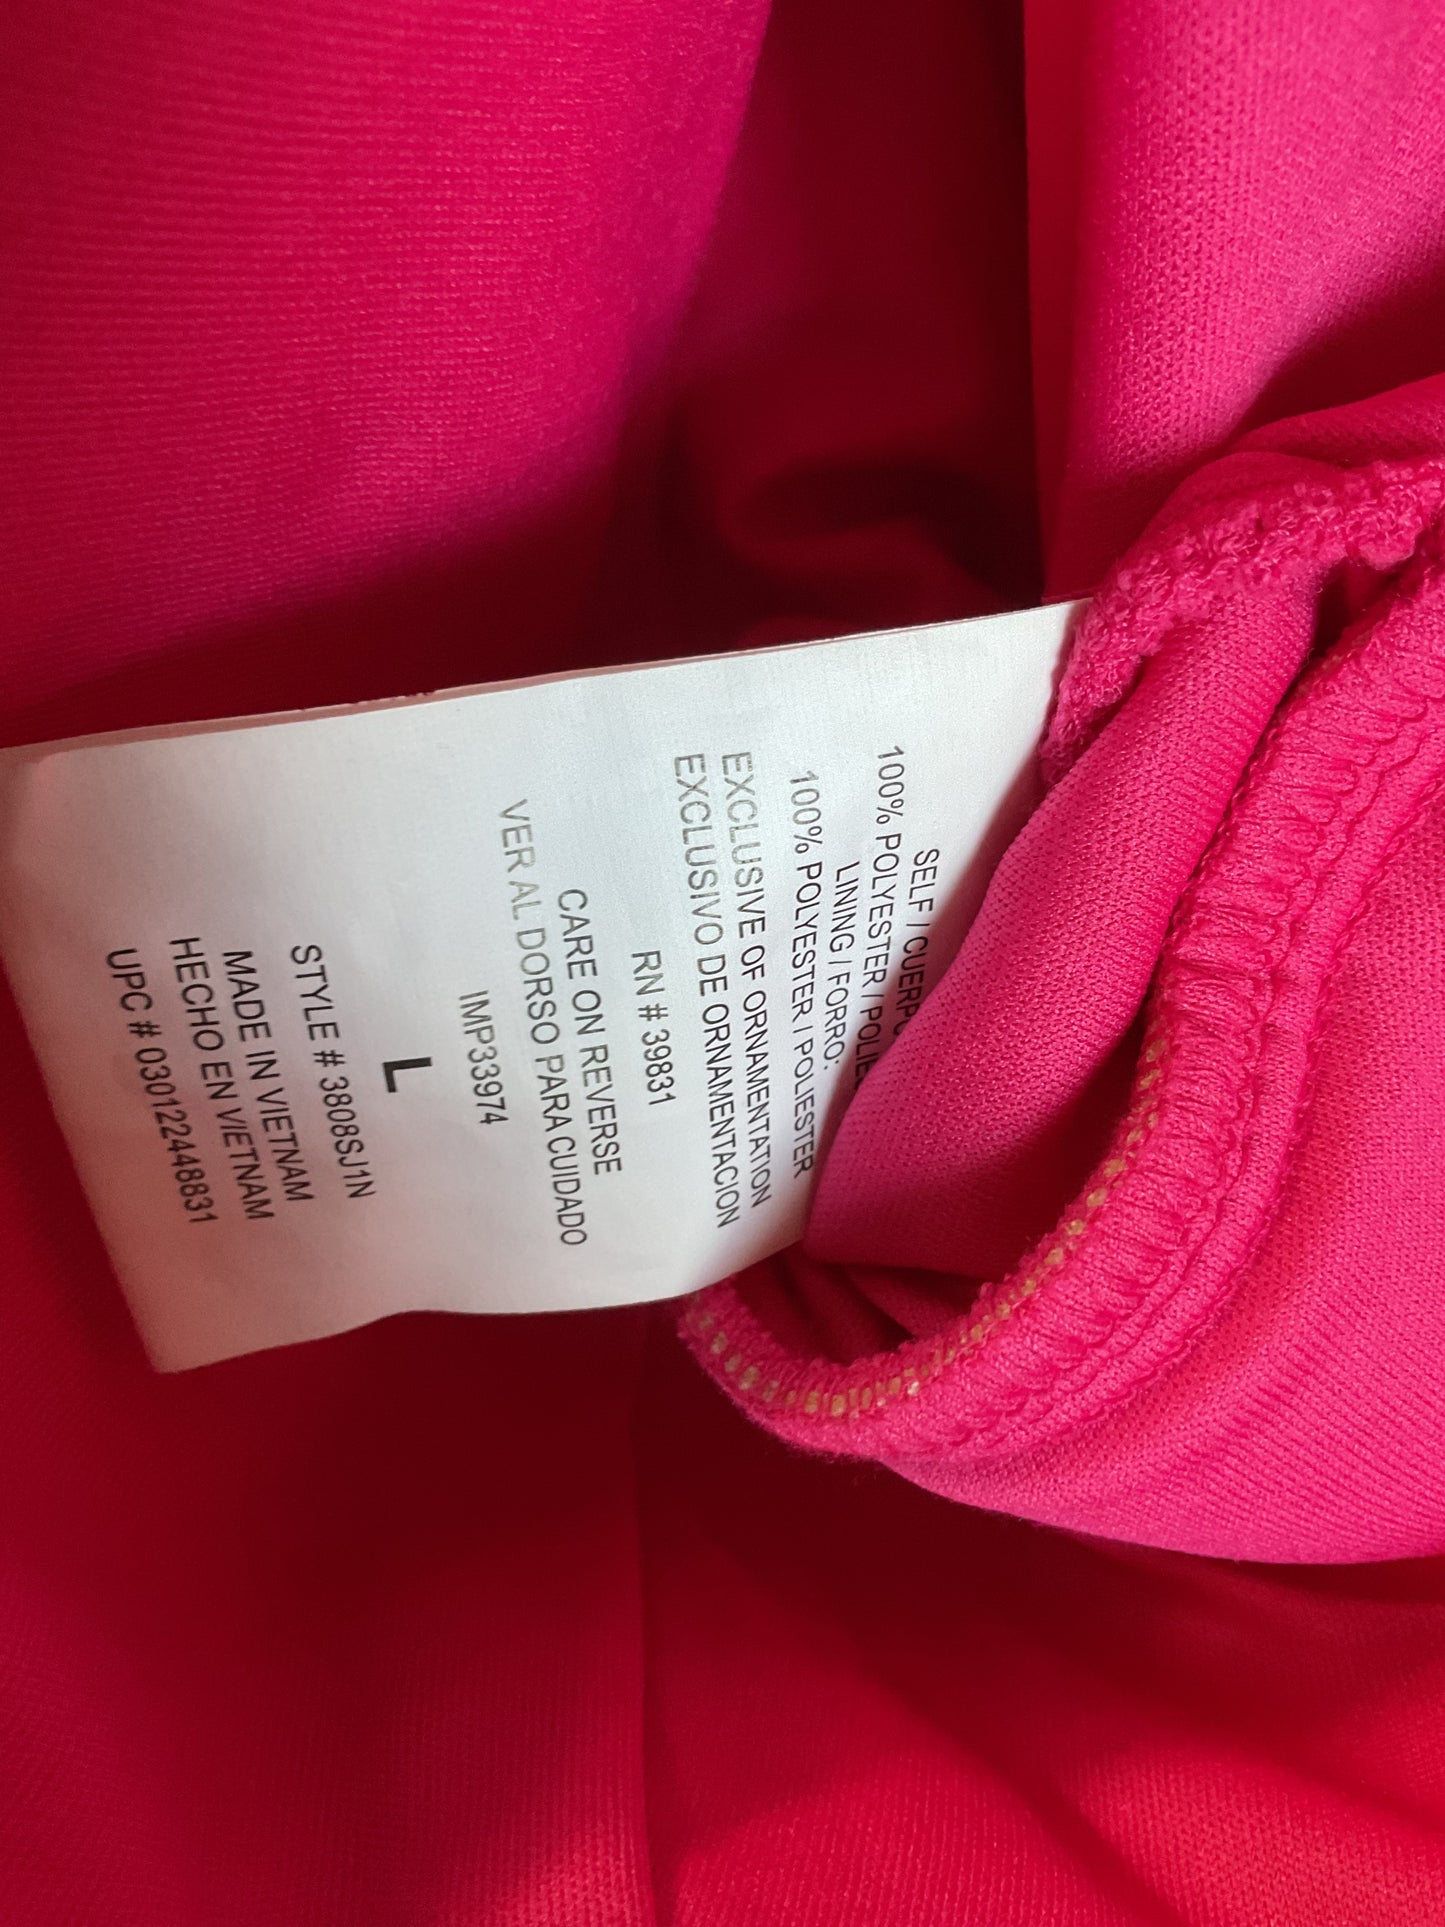 SELF / CUERPO
100% POLYESTER /
LINING / FORRO:
100% POLYESTER / POLIESTER
EXCLUSIVE OF ORNAMENTATION
EXCLUSIVO DE ORNAMENTACION
RN # 39831
CARE ON REVERSE
VER AL DORSO PARA CUIDADO
IMP33974
L
STYLE # 3808SJ1N
MADE IN VIETNAM
HECHO EN VIETNAM
UPC # 030122448831